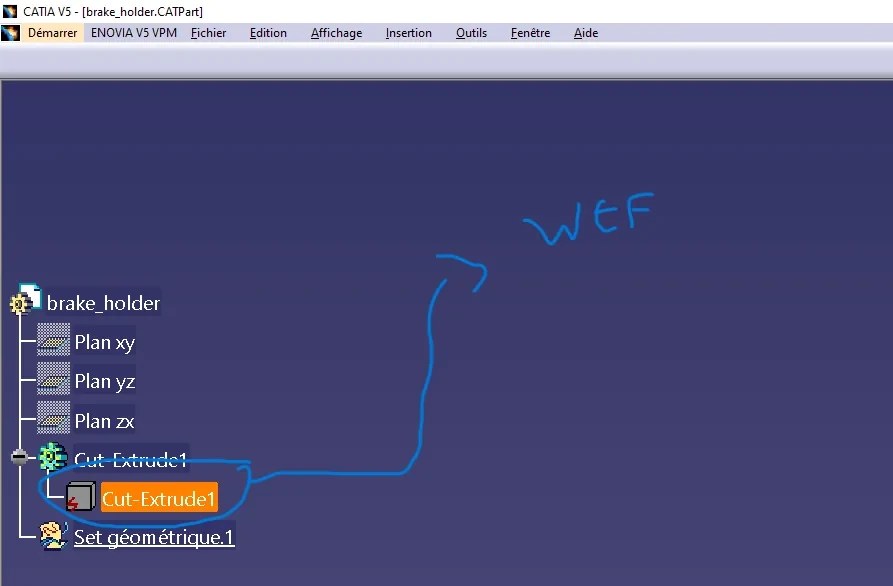 CATIA V5 - [brake_holder.CATPart]
Démarrer ENOVIA V5 VPM Fichier Edition Affichage Insertion Outils Fenêtre Aide
WEF
brake_holder
Plan xy
Plan yz
Plan zx
Cut-Extrude1
Cut-Extrude1
Set géométrique.1